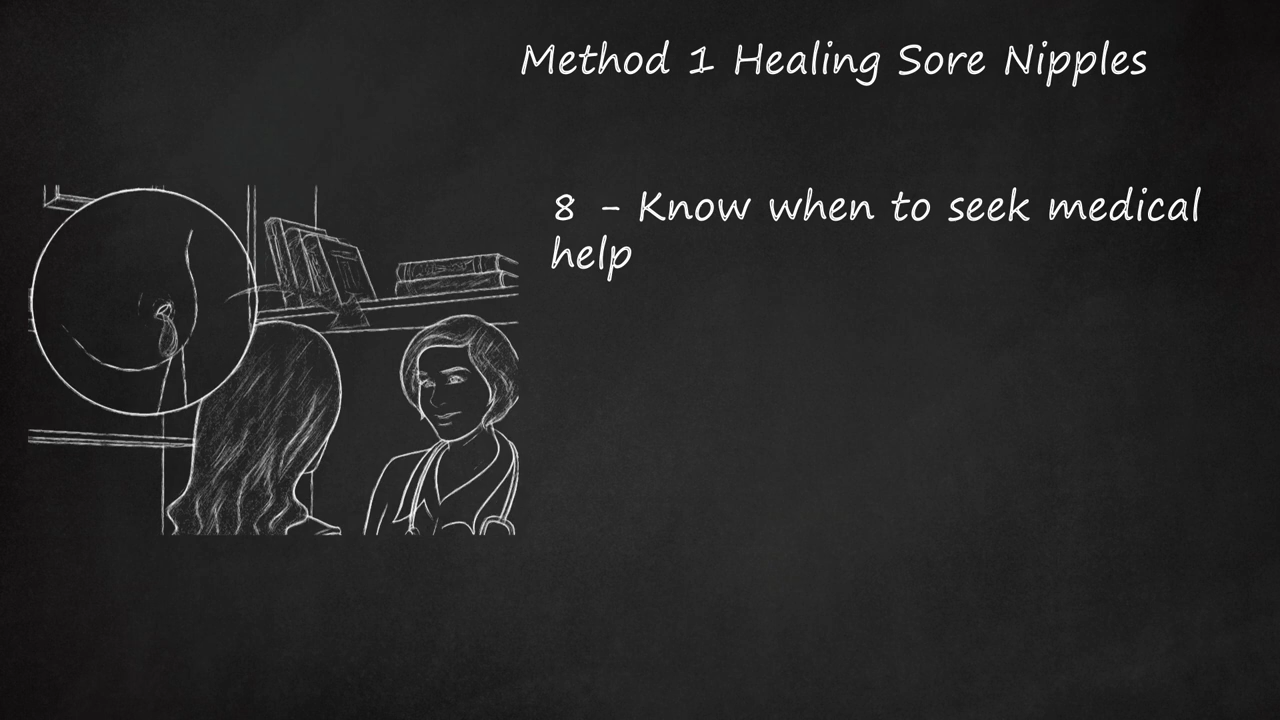 Method 1 Healing Sore Nipples
8 - Know when to seek medical
help